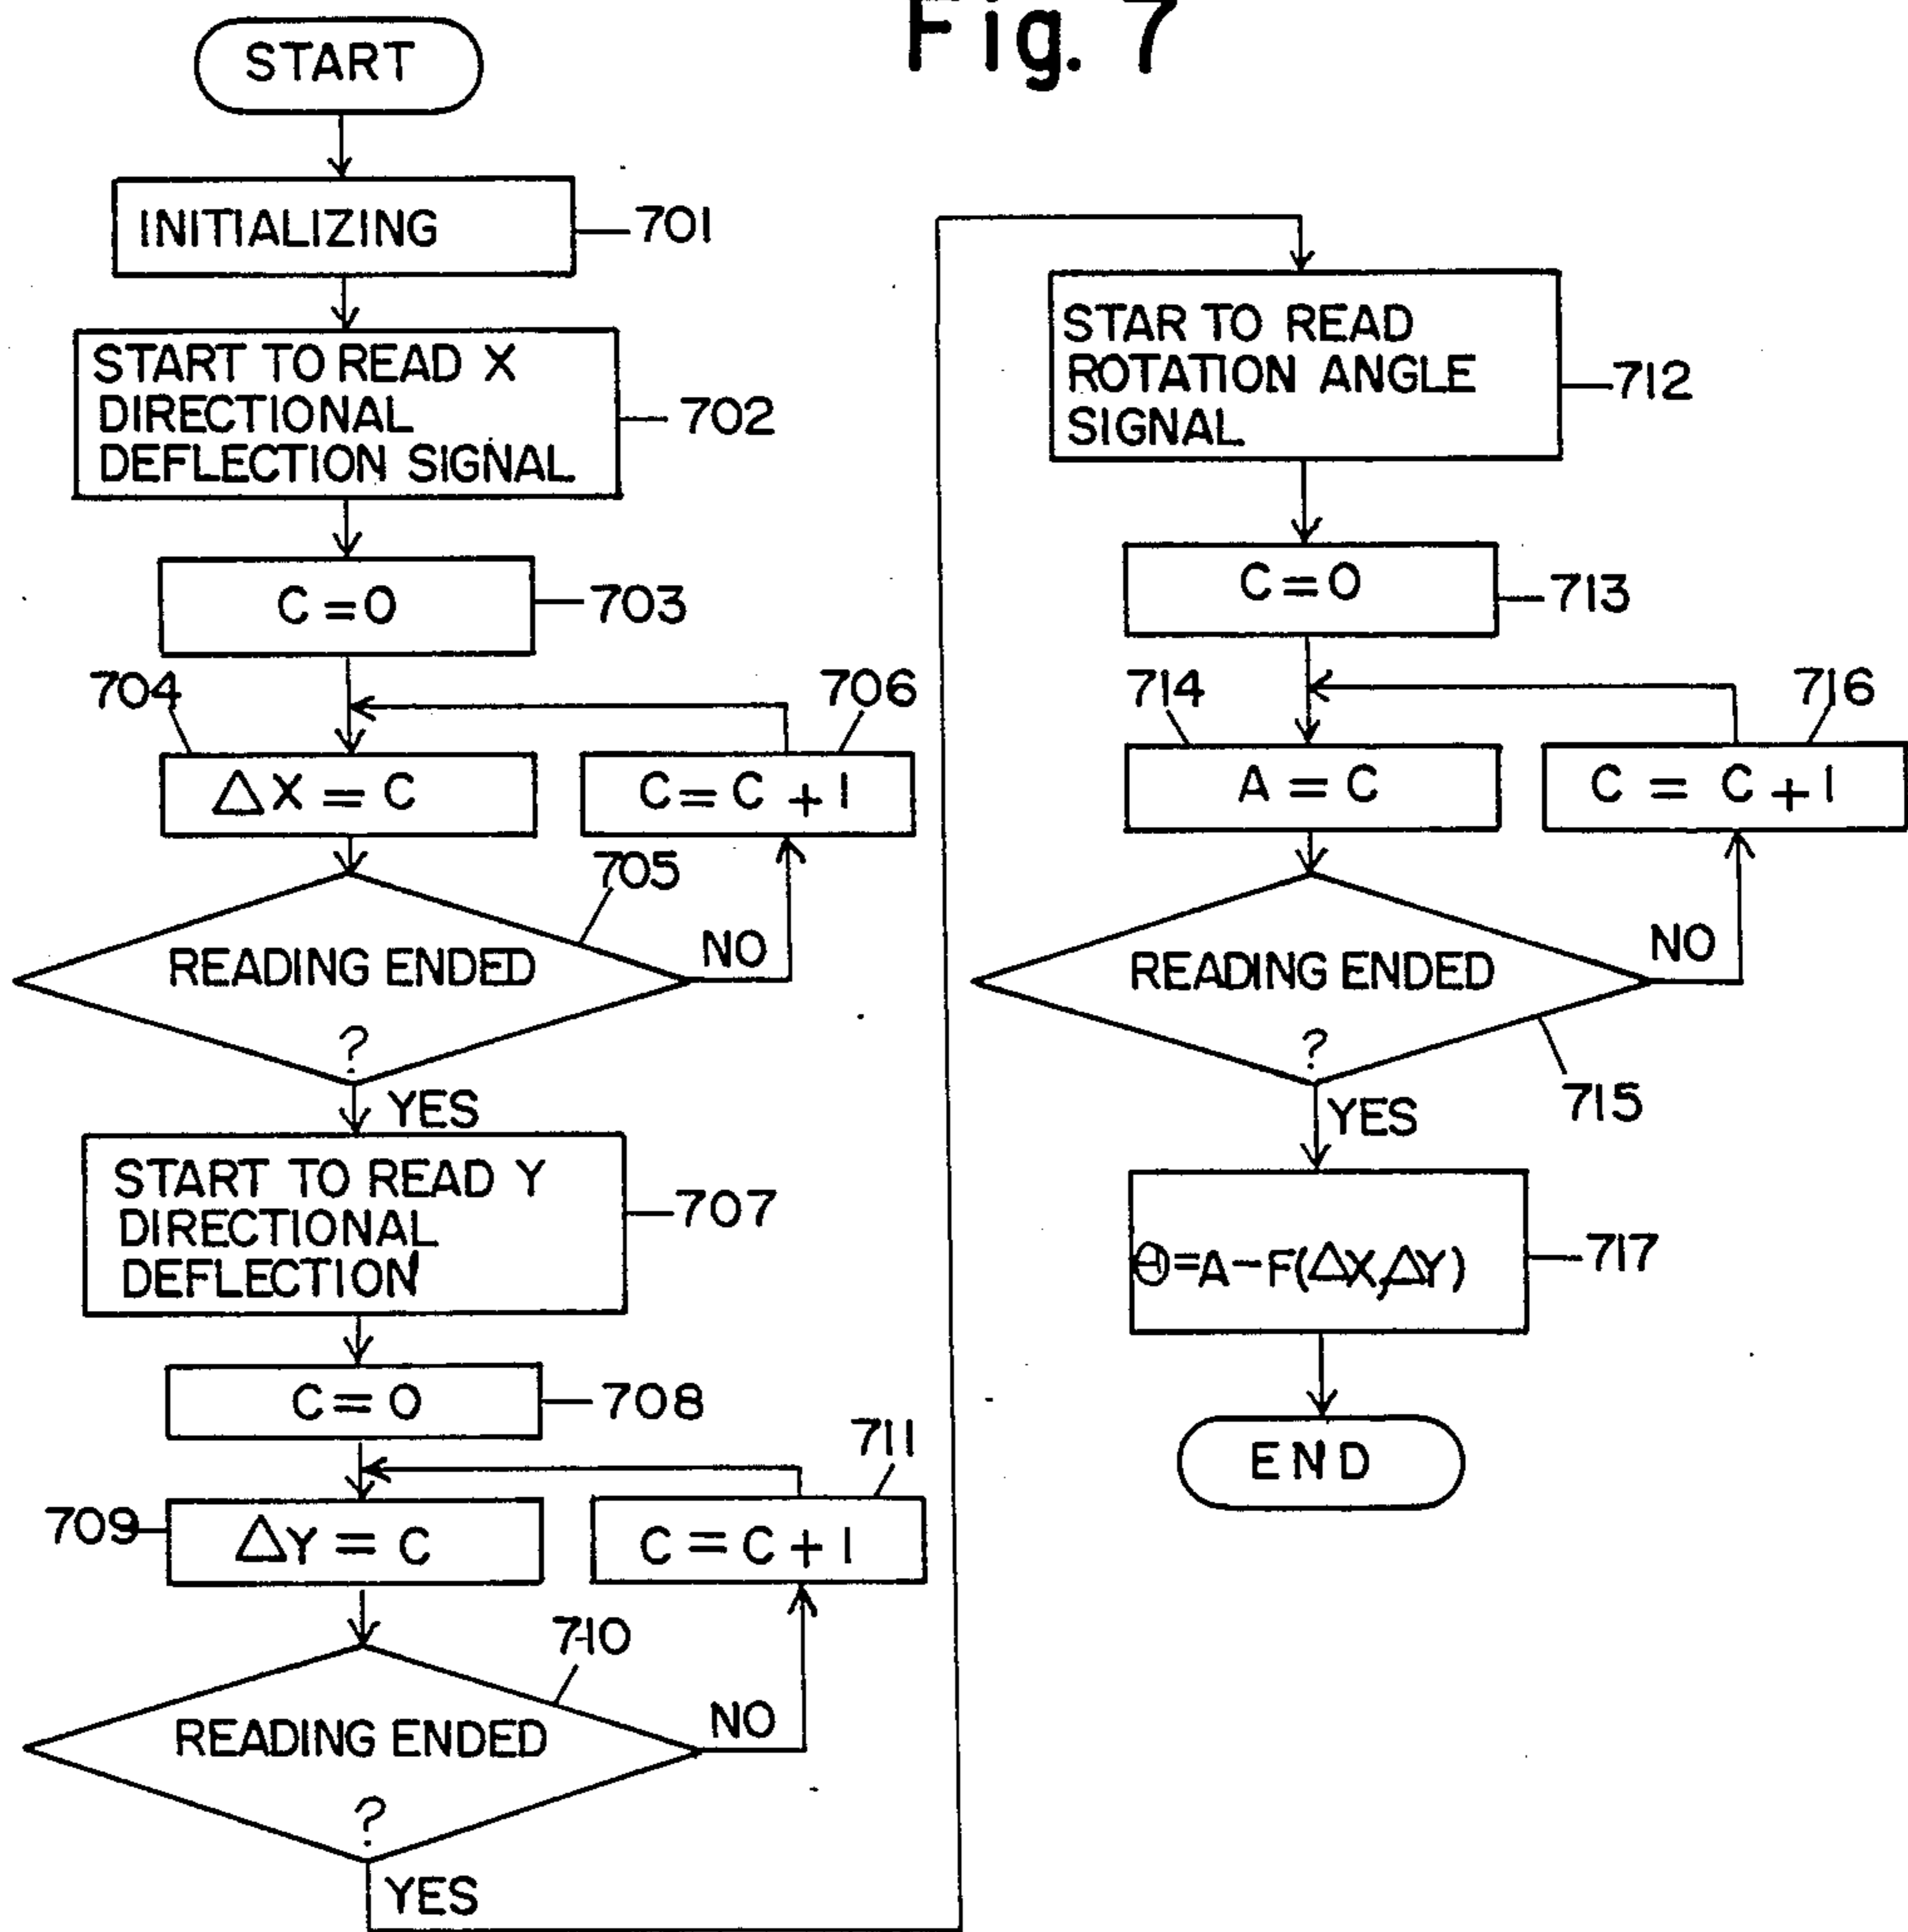 Fig. 7
START
INITIALIZING
701
START TO READ X
DIRECTIONAL
DEFLECTION SIGNAL
702
C=0
703
704
706
ΔX = C
C = C + 1
705
READING ENDED
?
NO
YES
START TO READ Y
DIRECTIONAL
DEFLECTION
707
C=0
708
711
709
ΔY = C
C = C + 1
710
READING ENDED
?
NO
YES
STAR TO READ
ROTATION ANGLE
SIGNAL
712
C=0
713
714
716
A = C
C = C + 1
READING ENDED
?
NO
715
YES
Θ=A-F(ΔX,ΔY)
717
END